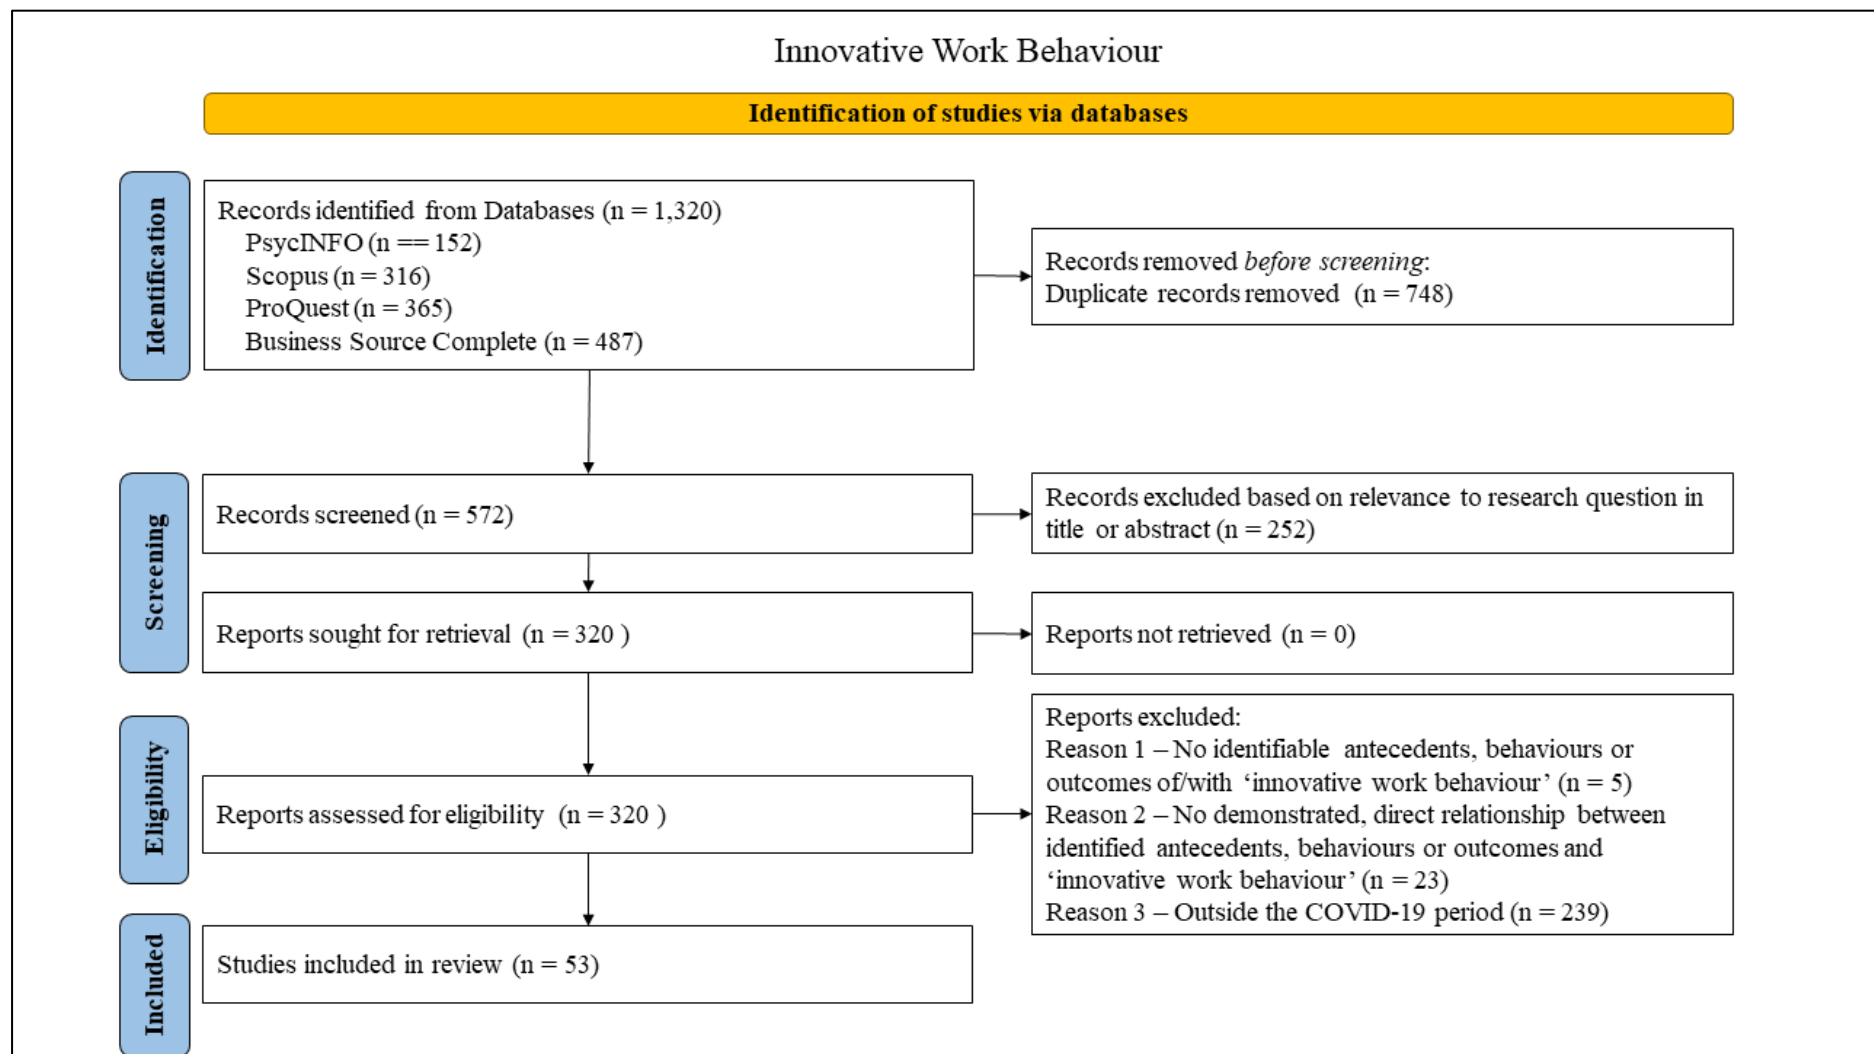 Innovative Work Behaviour
Identification of studies via databases
Identification
Records identified from Databases (n = 1,320)
PsycINFO (n == 152)
Scopus (n = 316)
ProQuest (n = 365)
Business Source Complete (n = 487)
Records removed before screening:
Duplicate records removed (n = 748)
Screening
Records screened (n = 572)
Records excluded based on relevance to research question in
title or abstract (n = 252)
Reports sought for retrieval (n = 320 )
Reports not retrieved (n = 0)
Eligibility
Reports assessed for eligibility (n = 320 )
Reports excluded:
Reason 1 – No identifiable antecedents, behaviours or
outcomes of/with ‘innovative work behaviour’ (n = 5)
Reason 2 – No demonstrated, direct relationship between
identified antecedents, behaviours or outcomes and
‘innovative work behaviour’ (n = 23)
Reason 3 – Outside the COVID-19 period (n = 239)
Included
Studies included in review (n = 53)